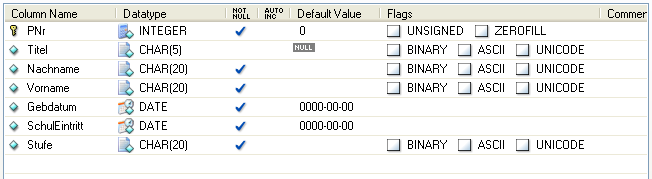 Column Name Datatype NOT NULL AUTO INC Default Value Flags Commen
PNr INTEGER 0 UNSIGNED ZEROFILL
Titel CHAR(5) NULL BINARY ASCII UNICODE
Nachname CHAR(20) BINARY ASCII UNICODE
Vorname CHAR(20) BINARY ASCII UNICODE
Gebdatum DATE 0000-00-00
SchulEintritt DATE 0000-00-00
Stufe CHAR(20) BINARY ASCII UNICODE